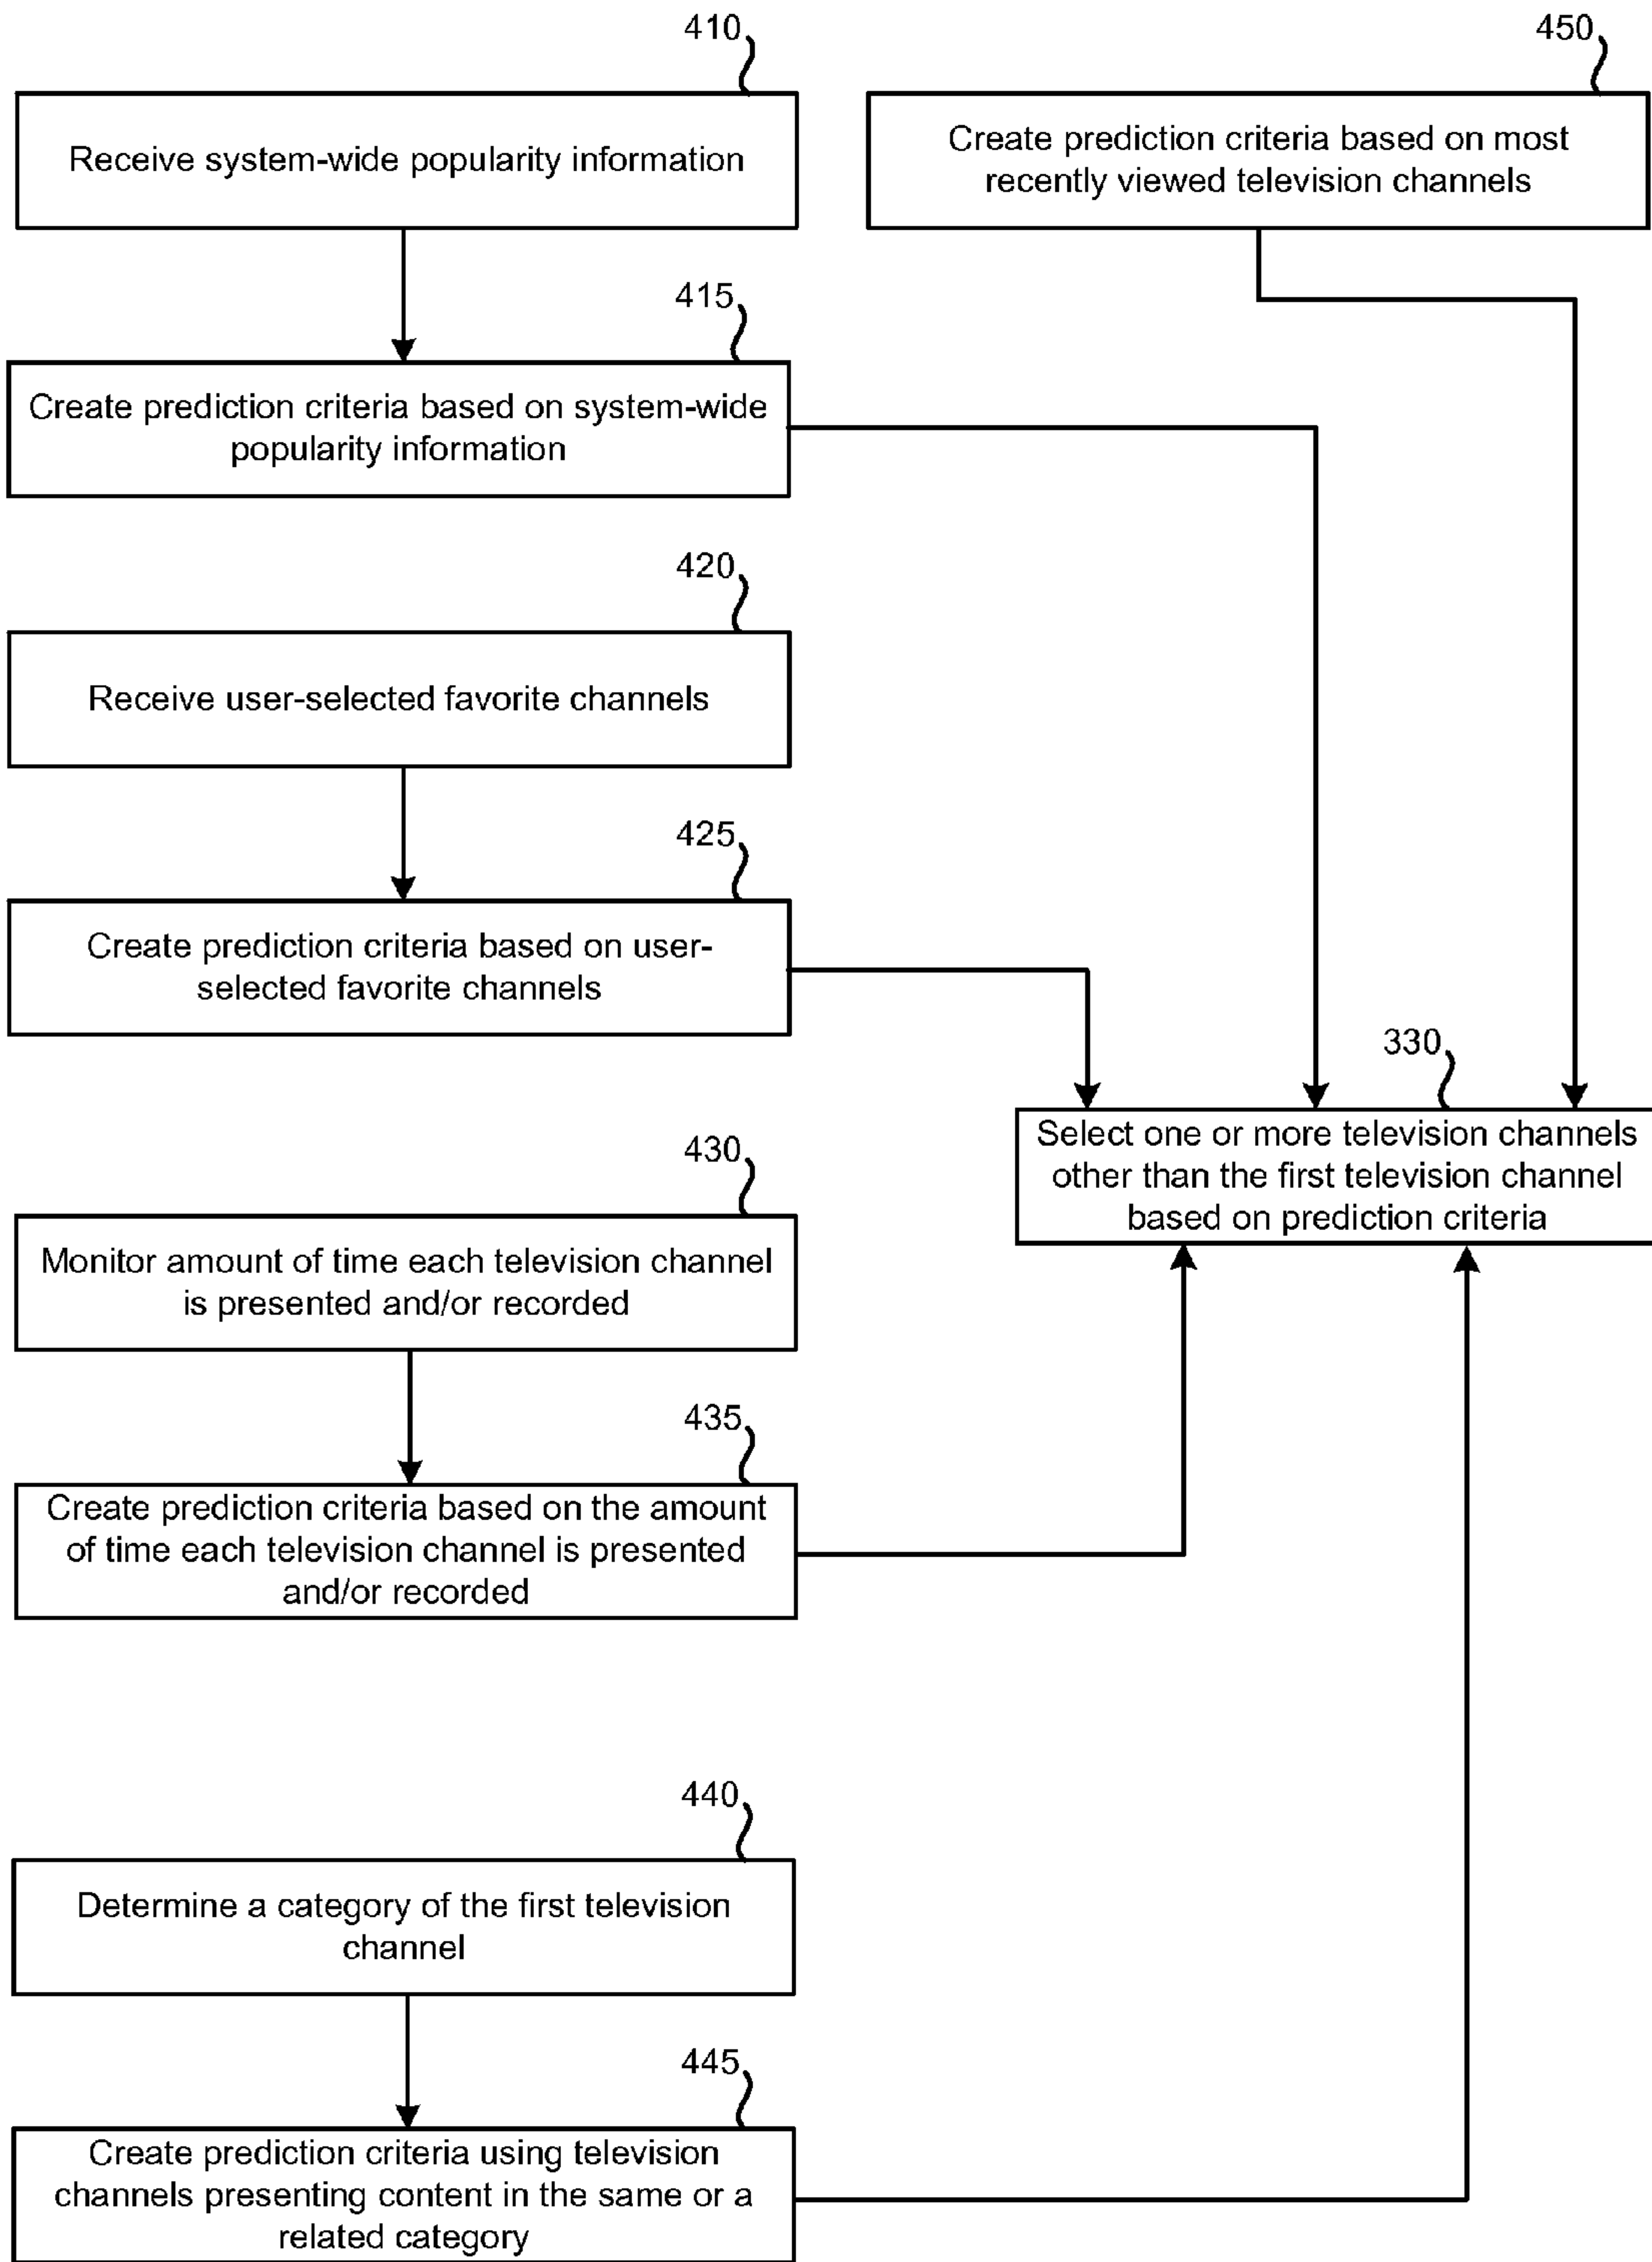 410
Receive system-wide popularity information
415
Create prediction criteria based on system-wide
popularity information
420
Receive user-selected favorite channels
425
Create prediction criteria based on user-
selected favorite channels
430
Monitor amount of time each television channel
is presented and/or recorded
435
Create prediction criteria based on the amount
of time each television channel is presented
and/or recorded
440
Determine a category of the first television
channel
445
Create prediction criteria using television
channels presenting content in the same or a
related category
450
Create prediction criteria based on most
recently viewed television channels
330
Select one or more television channels
other than the first television channel
based on prediction criteria